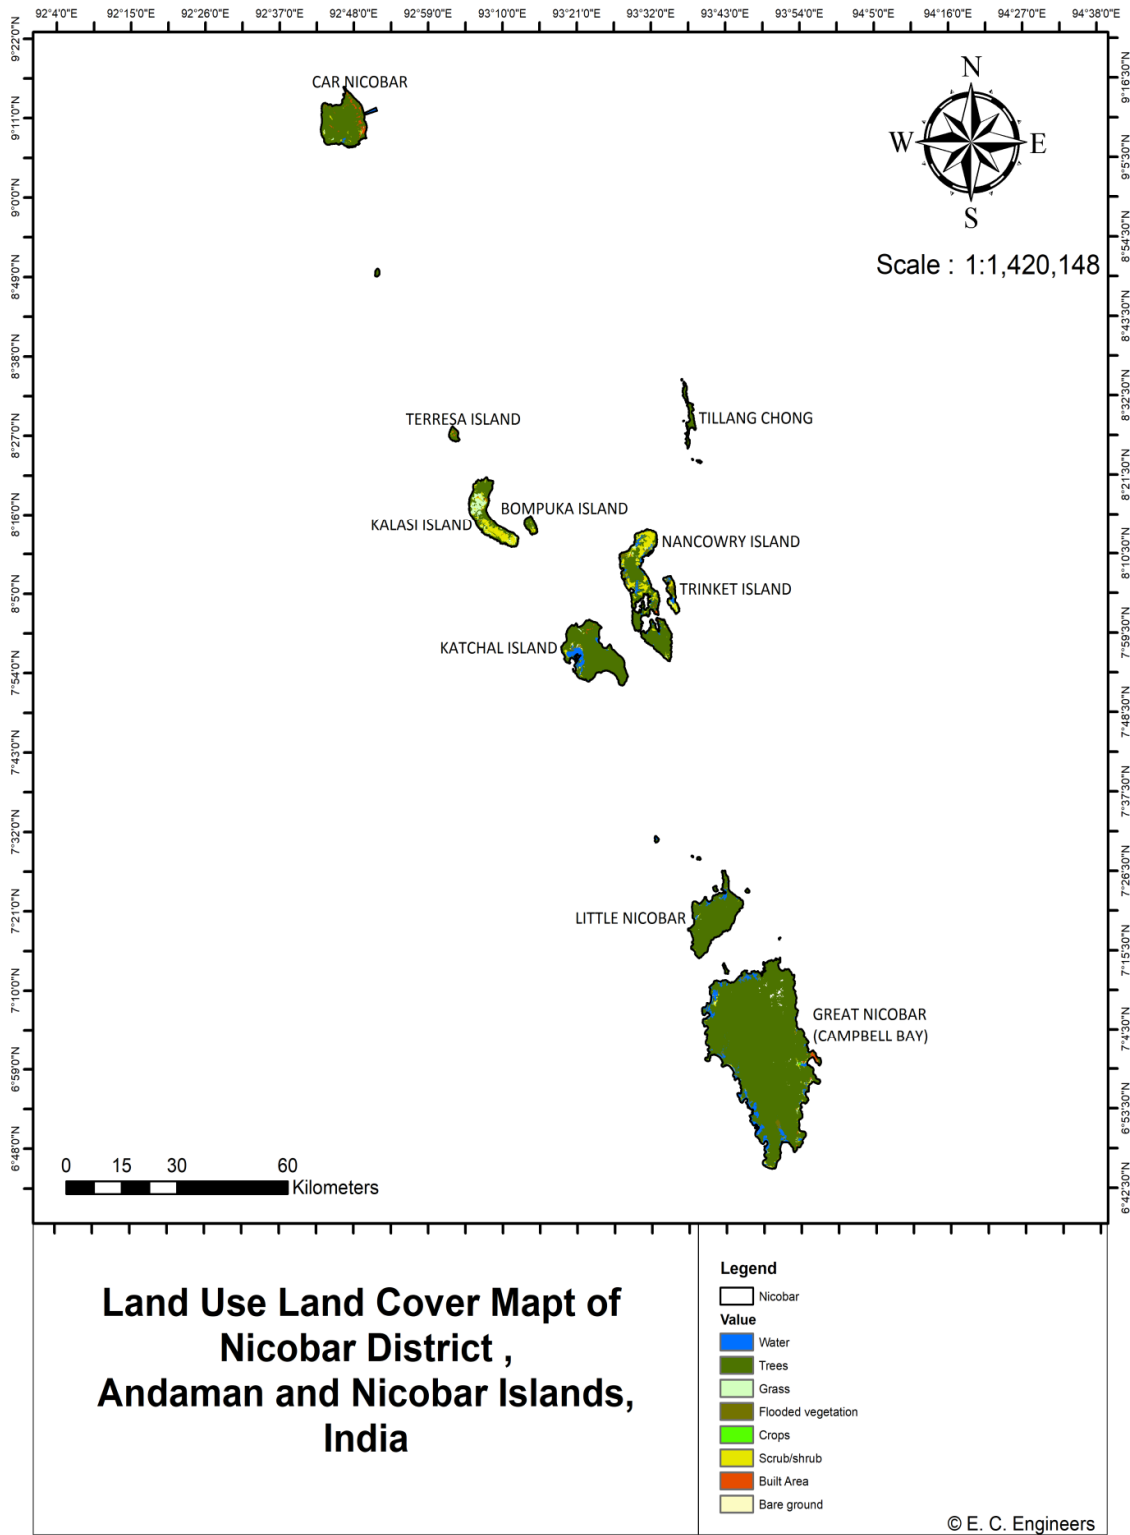 92°4'0"E 92°15'0"E 92°26'0"E 92°37'0"E 92°48'0"E 92°59'0"E 93°10'0"E 93°21'0"E 93°32'0"E 93°43'0"E 93°54'0"E 94°5'0"E 94°16'0"E 94°27'0"E 94°38'0"E
9°22'0"N
9°11'0"N
9°0'0"N
8°49'0"N
8°38'0"N
8°27'0"N
8°16'0"N
8°5'0"N
7°54'0"N
7°43'0"N
7°32'0"N
7°21'0"N
7°10'0"N
6°59'0"N
6°48'0"N
9°16'30"N
9°5'30"N
8°54'30"N
8°43'30"N
8°32'30"N
8°21'30"N
8°10'30"N
7°59'30"N
7°48'30"N
7°37'30"N
7°26'30"N
7°15'30"N
7°4'30"N
6°53'30"N
6°42'30"N
N
W E
S
Scale : 1:1,420,148
CAR NICOBAR
TERRESA ISLAND
TILLANG CHONG
BOMPUKA ISLAND
KALASI ISLAND
NANCOWRY ISLAND
TRINKET ISLAND
KATCHAL ISLAND
LITTLE NICOBAR
GREAT NICOBAR
(CAMPBELL BAY)
0 15 30 60
Kilometers
Land Use Land Cover Mapt of
Nicobar District ,
Andaman and Nicobar Islands,
India
Legend
Nicobar
Value
Water
Trees
Grass
Flooded vegetation
Crops
Scrub/shrub
Built Area
Bare ground
© E. C. Engineers